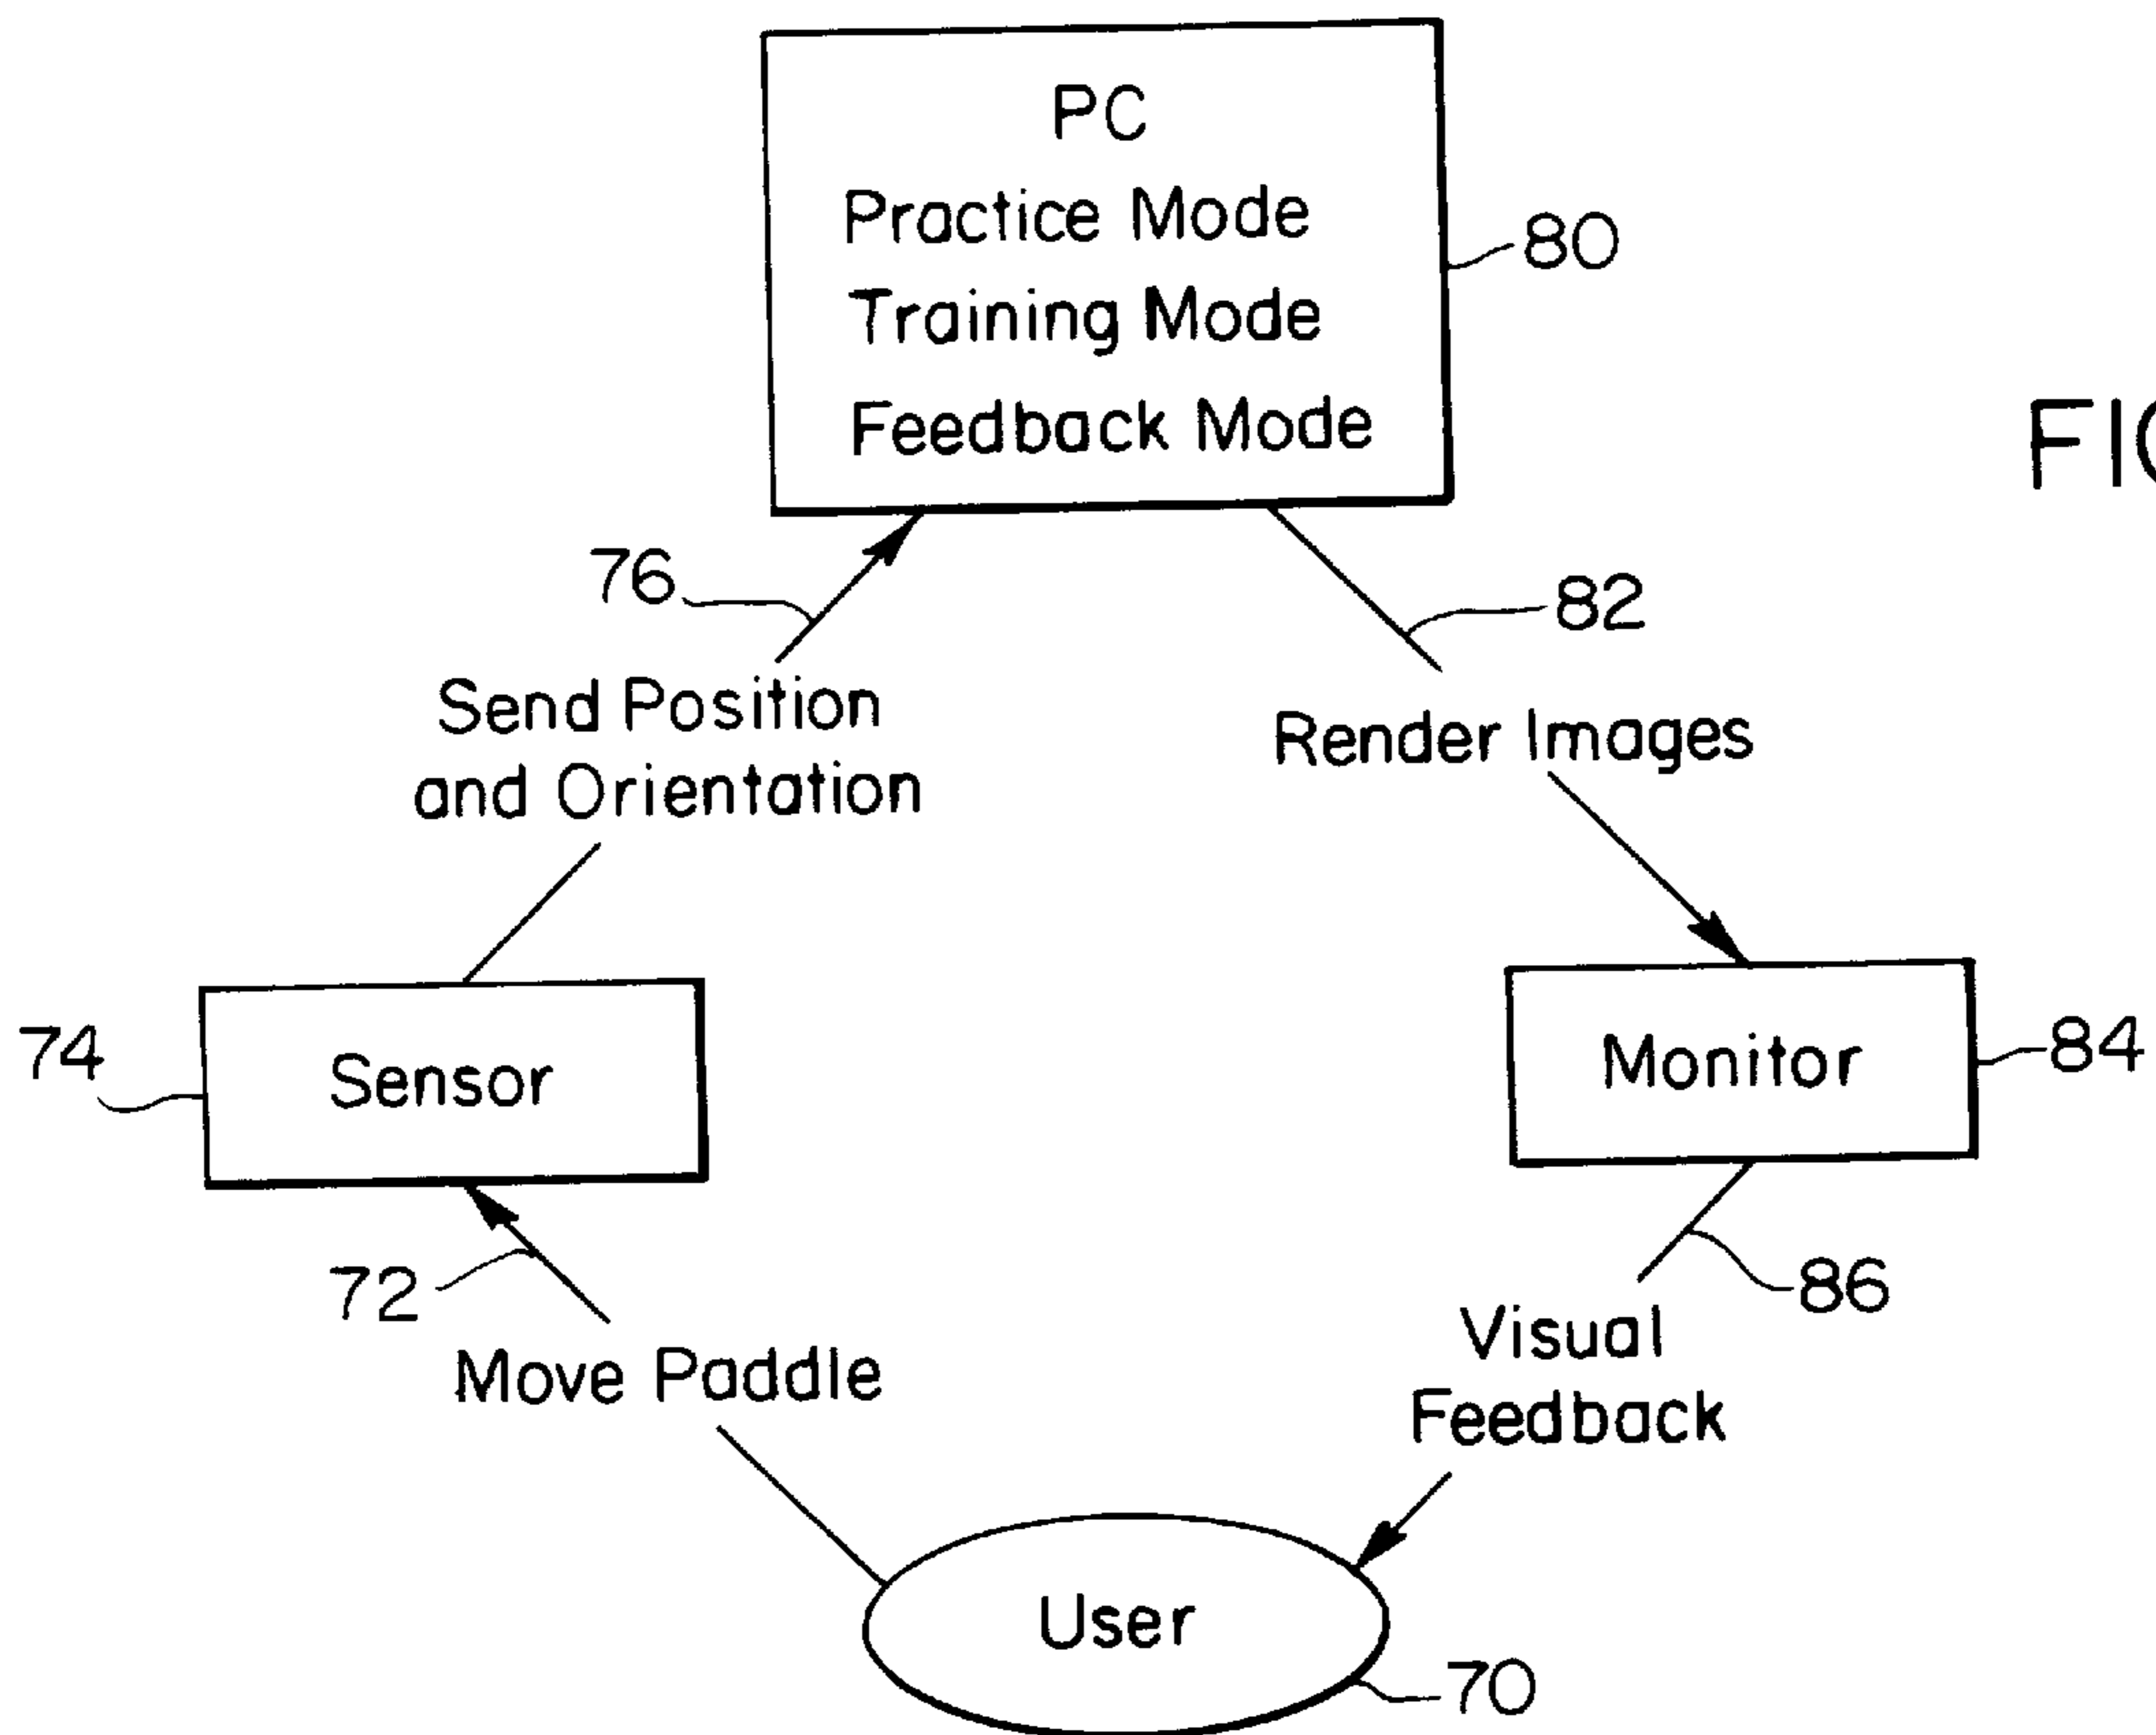 PC
Practice Mode
80
Training Mode
Feedback Mode
76
82
Send Position
and Orientation
Render Images
74
Sensor
Monitor
84
72
86
Move Paddle
Visual
Feedback
User
70